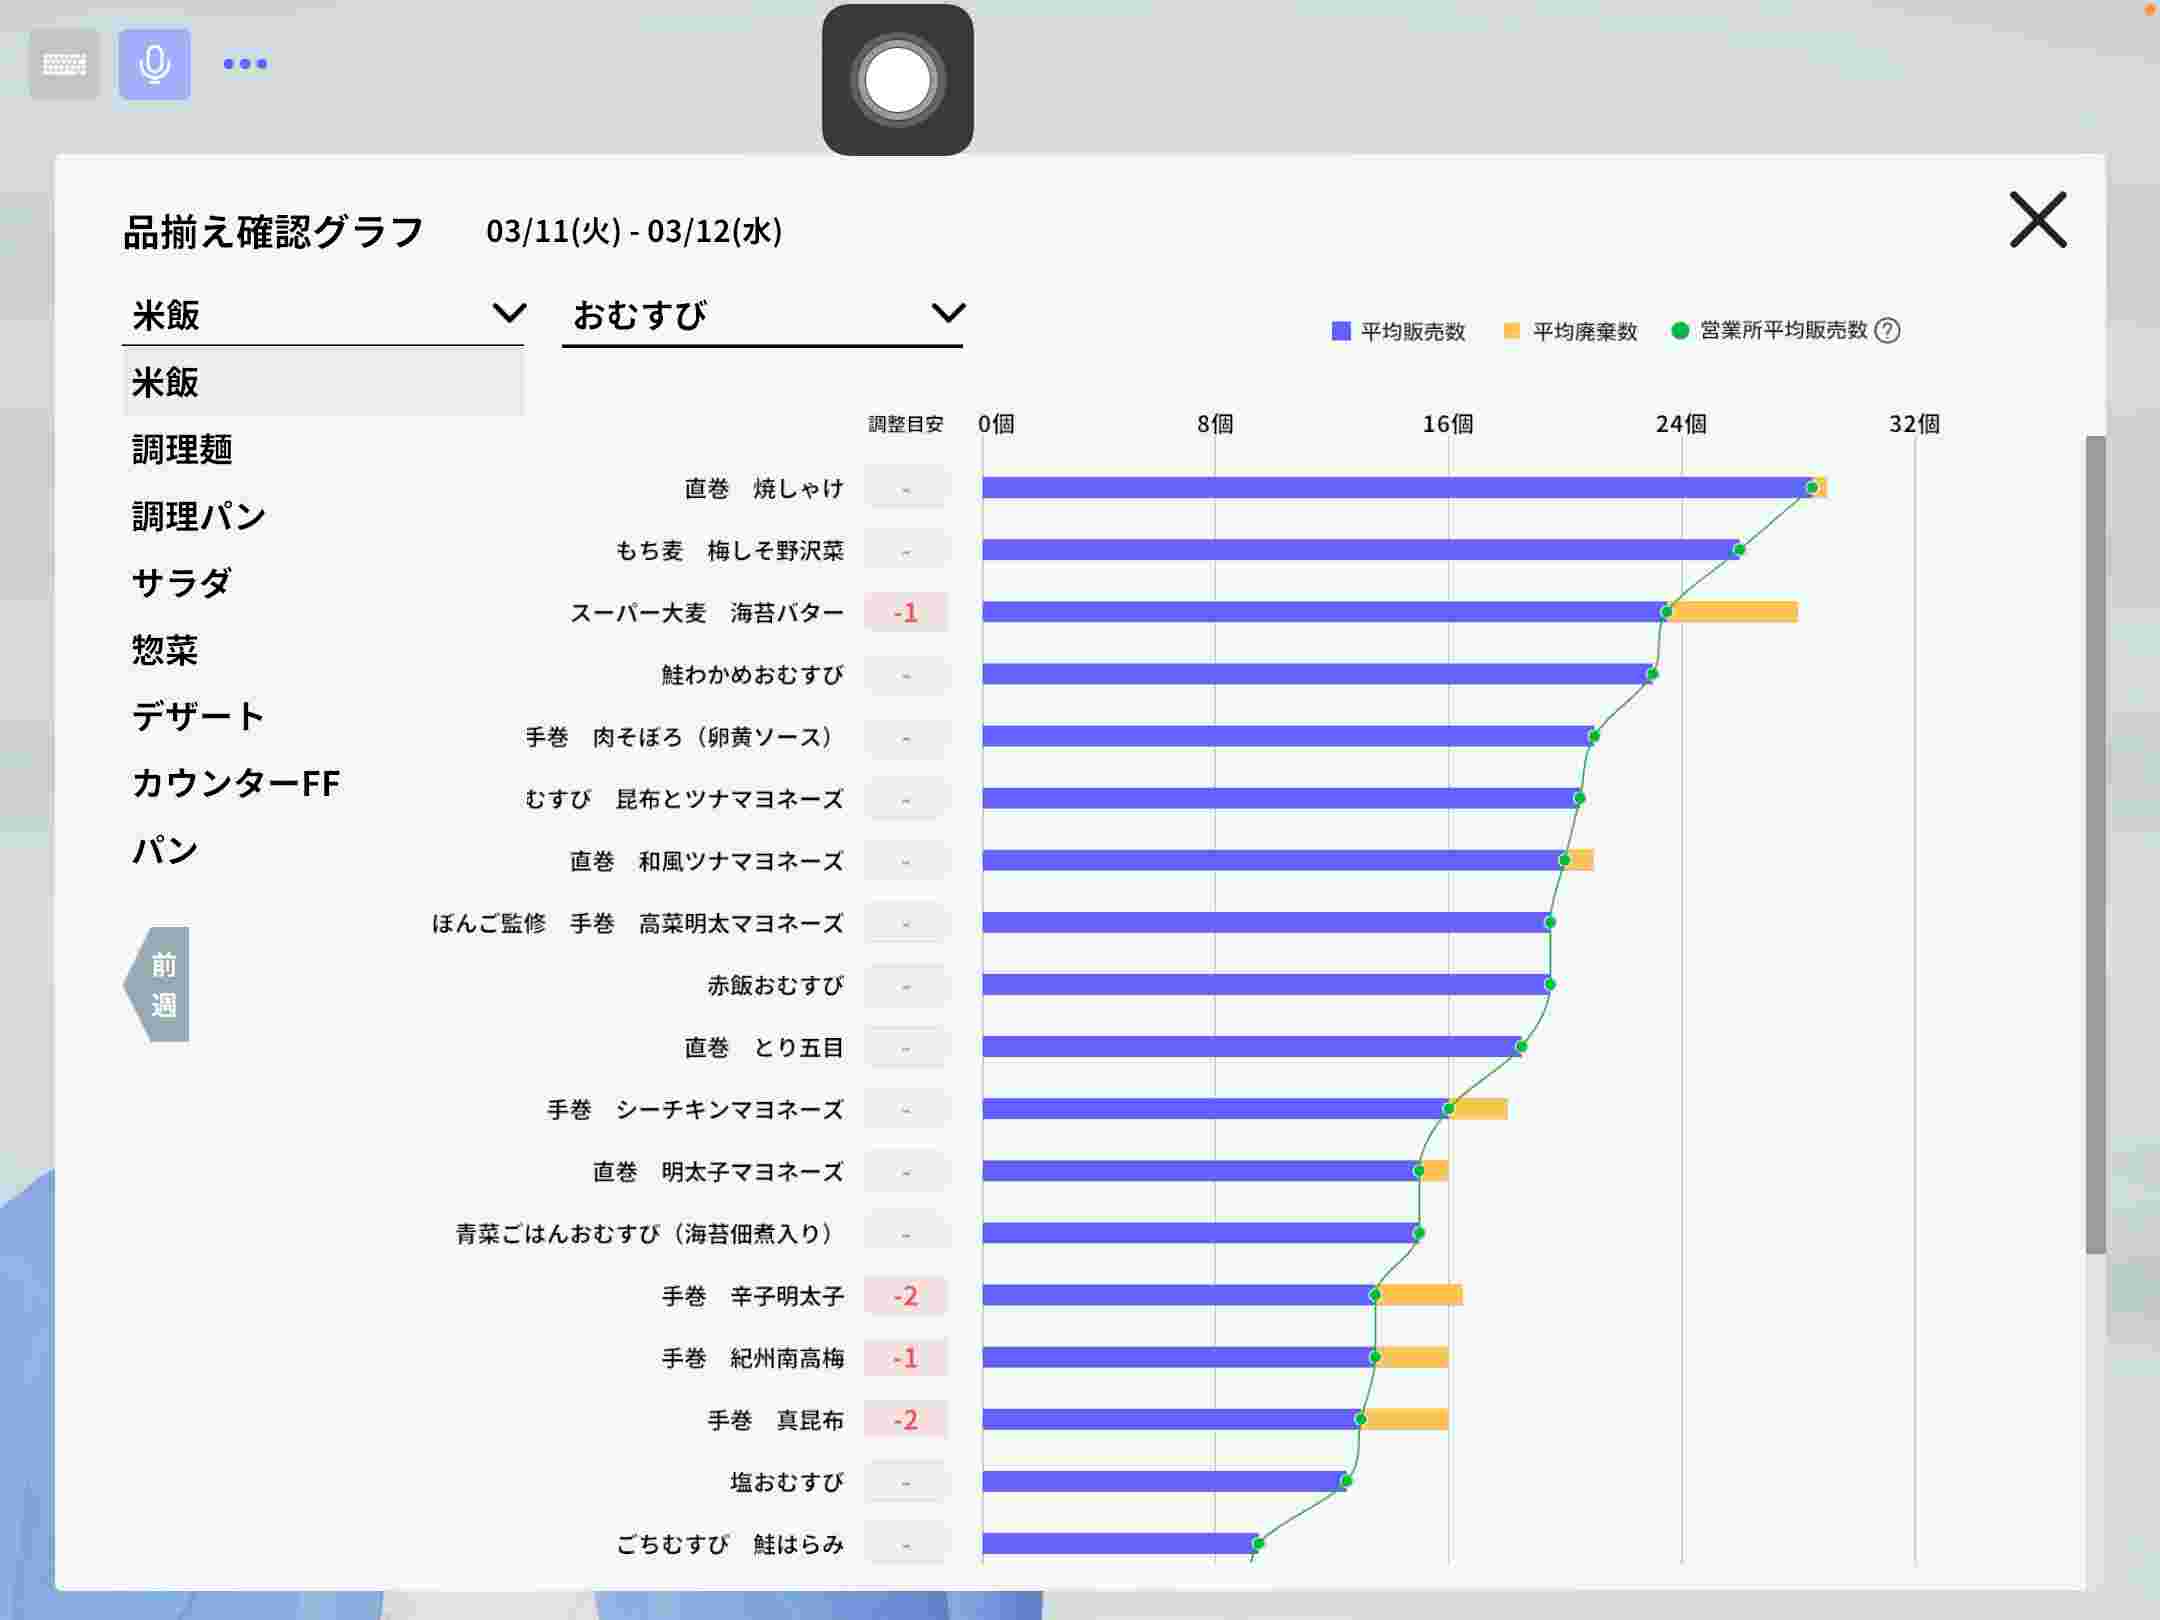 品揃え確認グラフ 03/11(火) - 03/12(水)
米飯 おむすび
平均販売数 平均廃棄数 営業所平均販売数 ?
米飯
調理麺
調理パン
サラダ
惣菜
デザート
カウンターFF
パン
前週
調整目安 0個 8個 16個 24個 32個
直巻　焼しゃけ -
もち麦　梅しそ野沢菜 -
スーパー大麦　海苔バター -1
鮭わかめおむすび -
手巻　肉そぼろ（卵黄ソース） -
むすび　昆布とツナマヨネーズ -
直巻　和風ツナマヨネーズ -
ぼんご監修　手巻　高菜明太マヨネーズ -
赤飯おむすび -
直巻　とり五目 -
手巻　シーチキンマヨネーズ -
直巻　明太子マヨネーズ -
青菜ごはんおむすび（海苔佃煮入り） -
手巻　辛子明太子 -2
手巻　紀州南高梅 -1
手巻　真昆布 -2
塩おむすび -
ごちむすび　鮭はらみ -